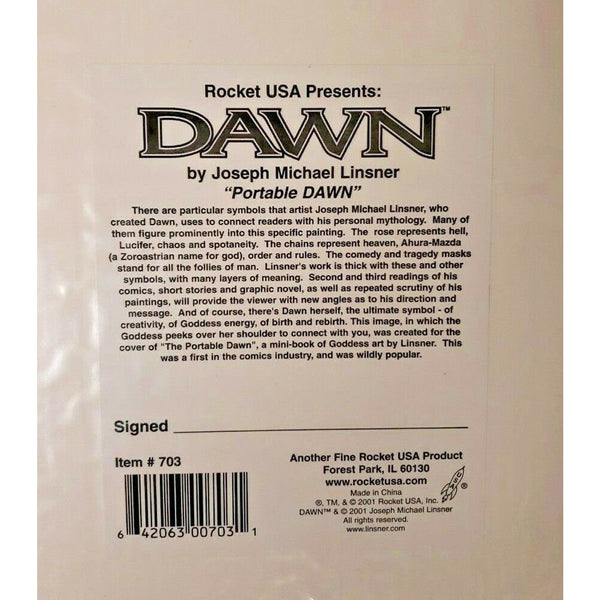 Rocket USA Presents:
DAWN™
by Joseph Michael Linsner
"Portable DAWN"
There are particular symbols that artist Joseph MIchael Linsner, who
created Dawn, uses to connect readers with his personal mythology. Many of
them figure prominently into this specific painting. The rose represents hell,
Lucifer, chaos and spotaneity. The chains represent heaven, Ahura-Mazda
(a Zoroastrian name for god), order and rules. The comedy and tragedy masks
stand for all the follies of man. Linsner's work is thick with these and other
symbols, with many layers of meaning. Second and third readings of his
comics, short stories and graphic novel, as well as repeated scrutiny of his
paintings, will provide the viewer with new angles as to his direction and
message. And of course, there's Dawn herself, the ultimate symbol - of
creativity, of Goddess energy, of birth and rebirth. This image, in which the
Goddess peeks over her shoulder to connect with you, was created for the
cover of "The Portable Dawn", a mini-book of Goddess art by Linsner. This
was a first in the comics industry, and was wildly popular.
Signed
Item # 703
6 42063 00703 1
Another Fine Rocket USA Product
Forest Park, IL 60130
www.rocketusa.com
Made in China
®, TM, & © 2001 Rocket USA, Inc.
DAWN™ & © 2001 Joseph Michael Linsner
All rights reserved.
www.linsner.com
®